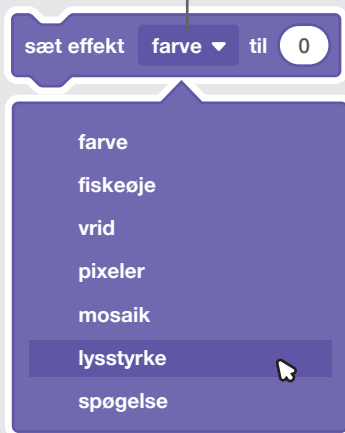 sæt effekt farve til 0
farve
fiskeøje
vrid
pixeler
mosaik
lysstyrke
spøgelse